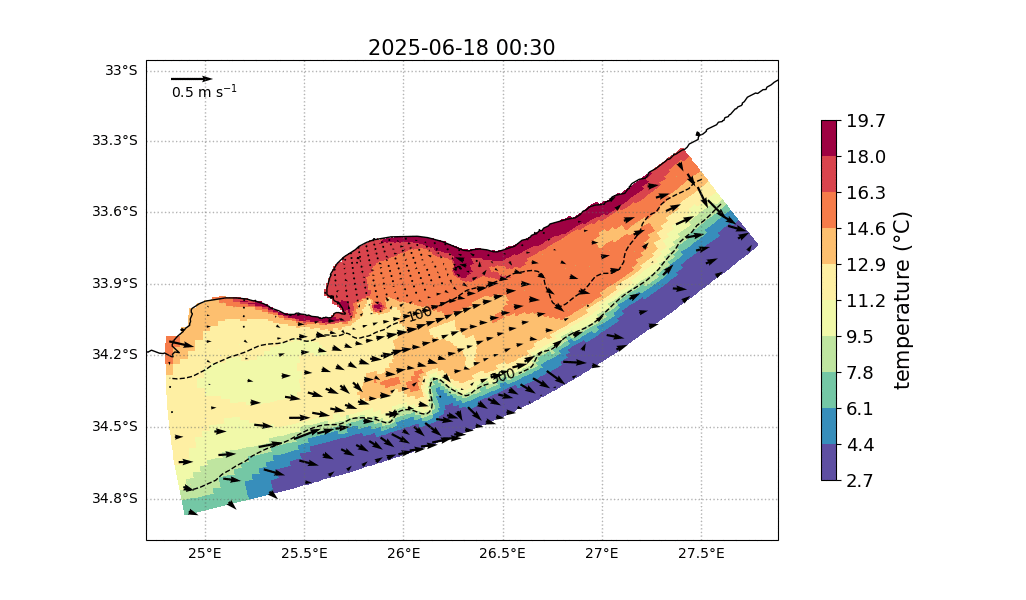 2025-06-18 00:30
0.5 m s⁻¹
33°S
33.3°S
33.6°S
33.9°S
34.2°S
34.5°S
34.8°S
25°E
25.5°E
26°E
26.5°E
27°E
27.5°E
100
500
19.7
18.0
16.3
14.6
12.9
11.2
9.5
7.8
6.1
4.4
2.7
temperature (°C)